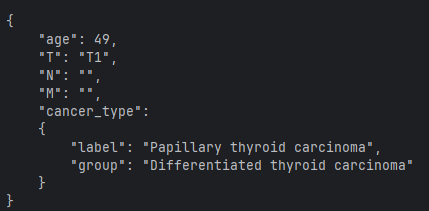 {
    "age": 49,
    "T": "T1",
    "N": "",
    "M": "",
    "cancer_type":
    {
        "label": "Papillary thyroid carcinoma",
        "group": "Differentiated thyroid carcinoma"
    }
}